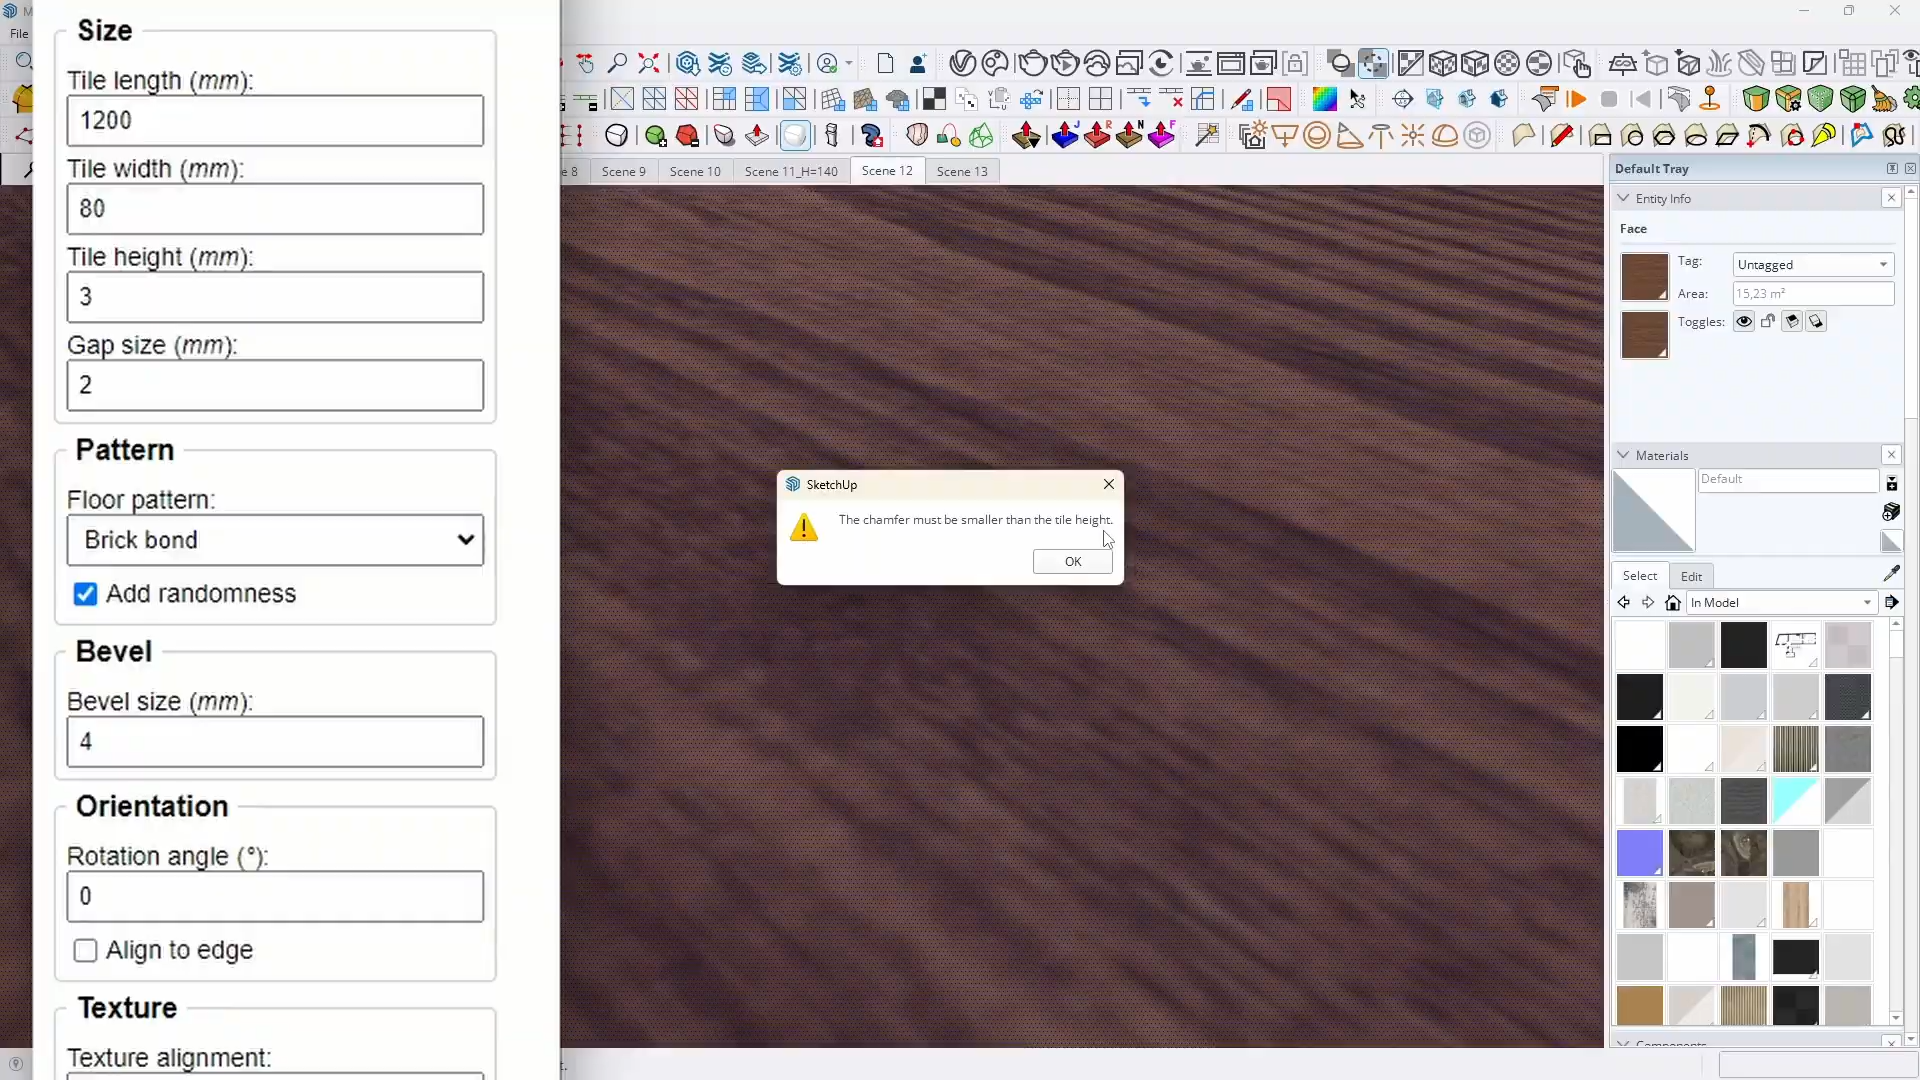 File
Size
Tile length (mm):
1200
Tile width (mm):
80
Tile height (mm):
3
Gap size (mm):
2
Pattern
Floor pattern:
Brick bond
Add randomness
Bevel
Bevel size (mm):
4
Orientation
Rotation angle (°):
0
Align to edge
Texture
Texture alignment:
e 8 Scene 9 Scene 10 Scene 11_H=140 Scene 12 Scene 13
SketchUp
The chamfer must be smaller than the tile height.
OK
Default Tray
Entity Info
Face
Tag: Untagged
Area: 15,23 m²
Toggles:
Materials
Default
Select Edit
In Model
Components